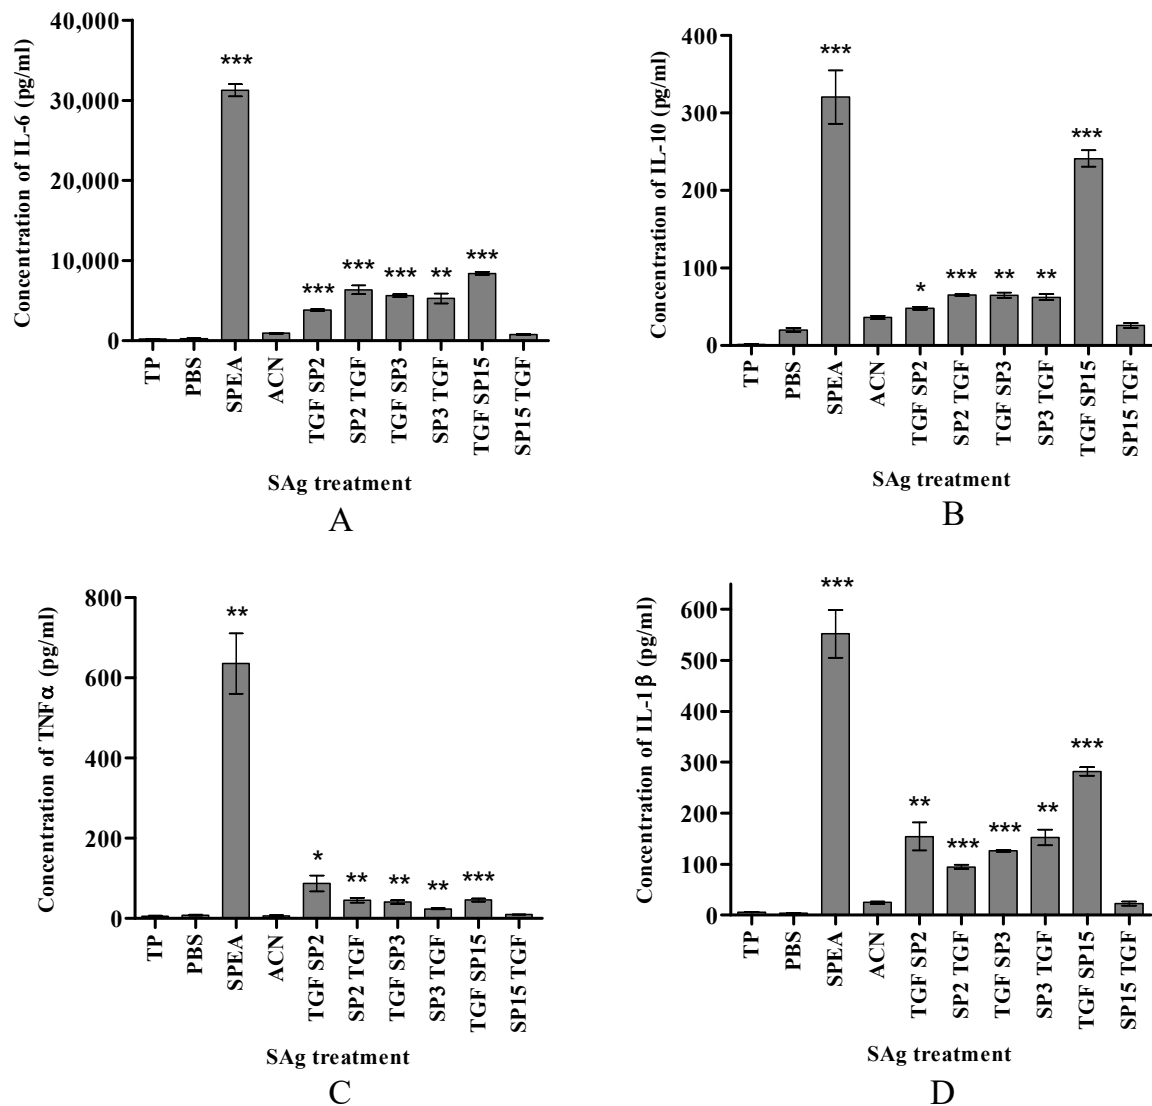 Concentration of IL-6 (pg/ml)
40,000
30,000
20,000
10,000
0
***
***
***
***
**
***
TP
PBS
SPEA
ACN
TGF SP2
SP2 TGF
TGF SP3
SP3 TGF
TGF SP15
SP15 TGF
SAg treatment
A
Concentration of IL-10 (pg/ml)
400
300
200
100
0
***
*
***
**
**
***
TP
PBS
SPEA
ACN
TGF SP2
SP2 TGF
TGF SP3
SP3 TGF
TGF SP15
SP15 TGF
SAg treatment
B
Concentration of TNFα (pg/ml)
800
600
400
200
0
**
*
**
**
**
***
TP
PBS
SPEA
ACN
TGF SP2
SP2 TGF
TGF SP3
SP3 TGF
TGF SP15
SP15 TGF
SAg treatment
C
Concentration of IL-1β (pg/ml)
600
500
400
300
200
100
0
***
**
***
***
**
***
TP
PBS
SPEA
ACN
TGF SP2
SP2 TGF
TGF SP3
SP3 TGF
TGF SP15
SP15 TGF
SAg treatment
D